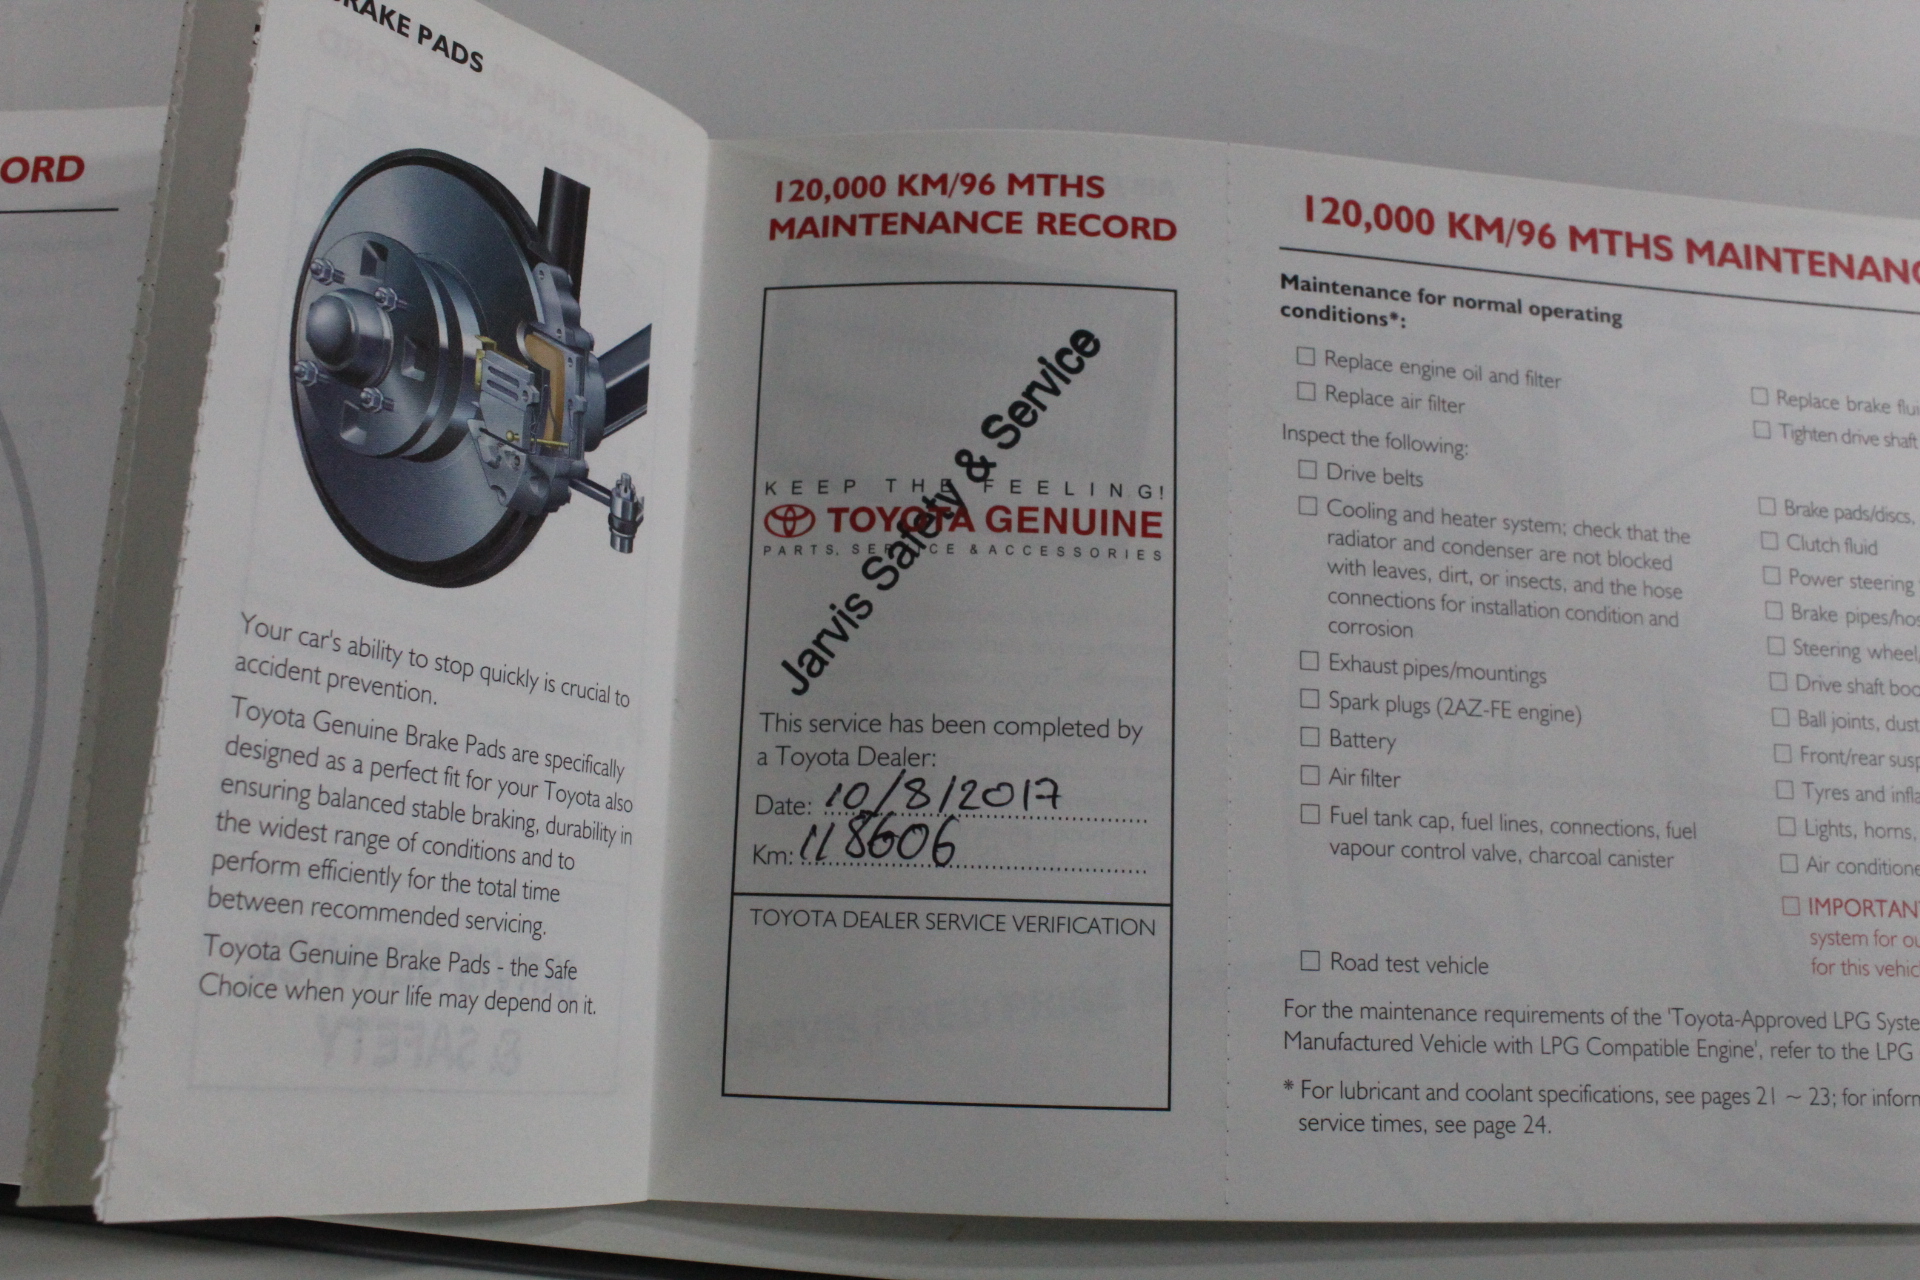 ORD
BRAKE PADS
Your car's ability to stop quickly is crucial to
accident prevention.
Toyota Genuine Brake Pads are specifically
designed as a perfect fit for your Toyota also
ensuring balanced stable braking, durability in
the widest range of conditions and to
perform efficiently for the total time
between recommended servicing.
Toyota Genuine Brake Pads - the Safe
Choice when your life may depend on it.
120,000 KM/96 MTHS
MAINTENANCE RECORD
KEEP THE FEELING!
TOYOTA GENUINE
PARTS, SERVICE & ACCESSORIES
Jarvis Safety & Service
This service has been completed by
a Toyota Dealer:
Date: 10/8/2017
Km: 118606
TOYOTA DEALER SERVICE VERIFICATION
120,000 KM/96 MTHS MAINTENANC
Maintenance for normal operating
conditions*:
Replace engine oil and filter
Replace air filter
Inspect the following:
Drive belts
Cooling and heater system; check that the
radiator and condenser are not blocked
with leaves, dirt, or insects, and the hose
connections for installation condition and
corrosion
Exhaust pipes/mountings
Spark plugs (2AZ-FE engine)
Battery
Air filter
Fuel tank cap, fuel lines, connections, fuel
vapour control valve, charcoal canister
Road test vehicle
Replace brake flui
Tighten drive shaft
Brake pads/discs,
Clutch fluid
Power steering
Brake pipes/hos
Steering wheel,
Drive shaft boo
Ball joints, dust
Front/rear susp
Tyres and infla
Lights, horns,
Air conditione
IMPORTAN
system for ou
for this vehic
For the maintenance requirements of the 'Toyota-Approved LPG Syste
Manufactured Vehicle with LPG Compatible Engine', refer to the LPG
* For lubricant and coolant specifications, see pages 21 ~ 23; for inform
service times, see page 24.